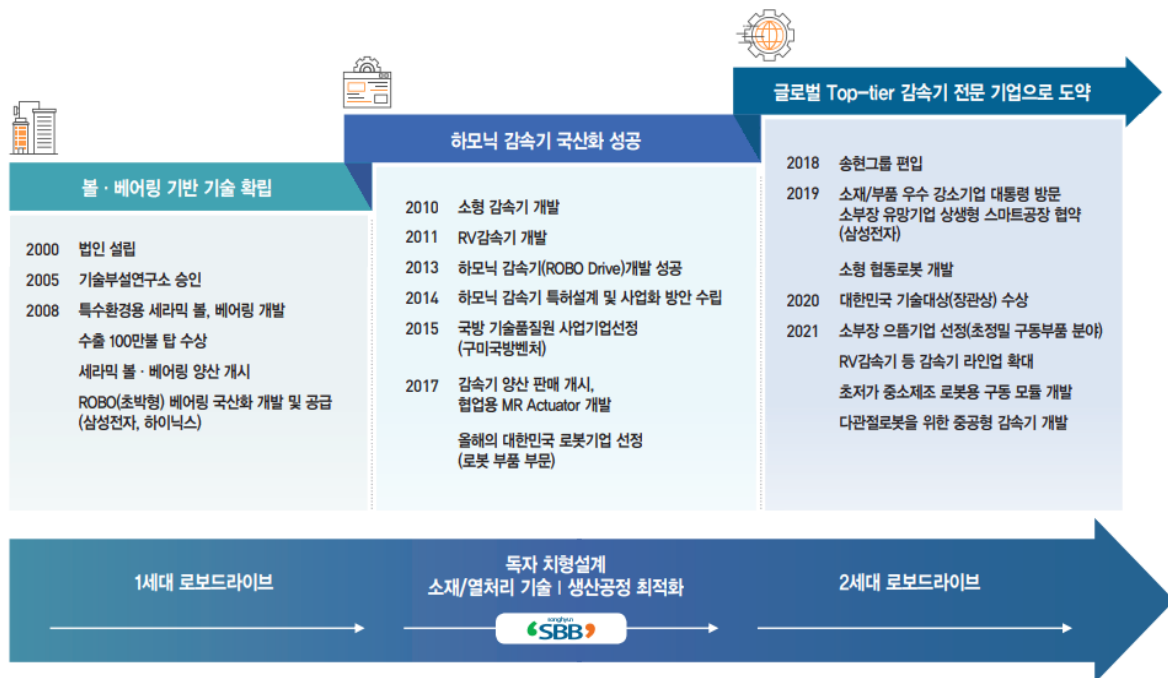 글로벌 Top-tier 감속기 전문 기업으로 도약
하모닉 감속기 국산화 성공
볼·베어링 기반 기술 확립
2000 법인 설립
2005 기술부설연구소 승인
2008 특수환경용 세라믹 볼, 베어링 개발
수출 100만불 탑 수상
세라믹 볼·베어링 양산 개시
ROBO(초박형) 베어링 국산화 개발 및 공급
(삼성전자, 하이닉스)
2010 소형 감속기 개발
2011 RV감속기 개발
2013 하모닉 감속기(ROBO Drive)개발 성공
2014 하모닉 감속기 특허설계 및 사업화 방안 수립
2015 국방 기술품질원 사업기업선정
(구미국방벤처)
2017 감속기 양산 판매 개시,
협업용 MR Actuator 개발
올해의 대한민국 로봇기업 선정
(로봇 부품 부문)
2018 송현그룹 편입
2019 소재/부품 우수 강소기업 대통령 방문
소부장 유망기업 상생형 스마트공장 협약
(삼성전자)
소형 협동로봇 개발
2020 대한민국 기술대상(장관상) 수상
2021 소부장 으뜸기업 선정(초정밀 구동부품 분야)
RV감속기 등 감속기 라인업 확대
초저가 중소제조 로봇용 구동 모듈 개발
다관절로봇을 위한 중공형 감속기 개발
1세대 로보드라이브
독자 치형설계
소재/열처리 기술 | 생산공정 최적화
songhyun
SBB
2세대 로보드라이브